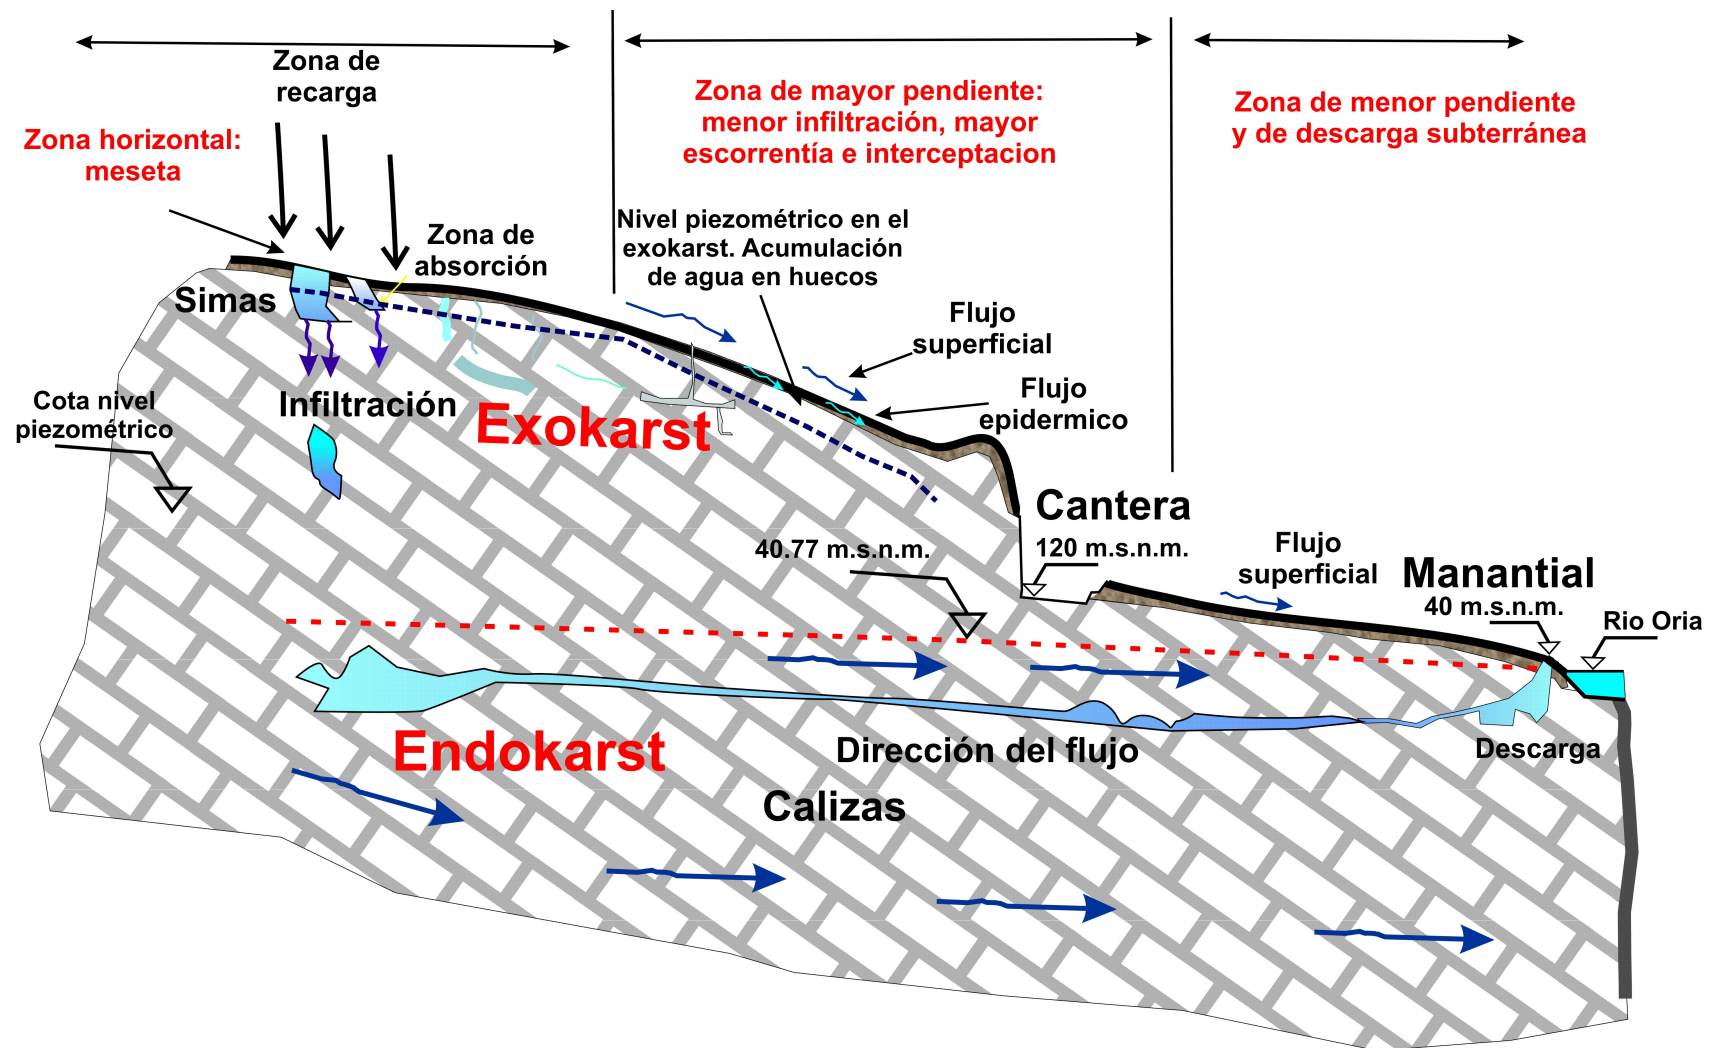 Zona de
recarga
Zona horizontal:
meseta
Zona de mayor pendiente:
menor infiltración, mayor
escorrentía e interceptacion
Zona de menor pendiente
y de descarga subterránea
Zona de
absorción
Nivel piezométrico en el
exokarst. Acumulación
de agua en huecos
Simas
Flujo
superficial
Flujo
epidermico
Infiltración
Exokarst
Cota nivel
piezométrico
Cantera
120 m.s.n.m.
40.77 m.s.n.m.
Flujo
superficial
Manantial
40 m.s.n.m.
Rio Oria
Endokarst
Dirección del flujo
Descarga
Calizas